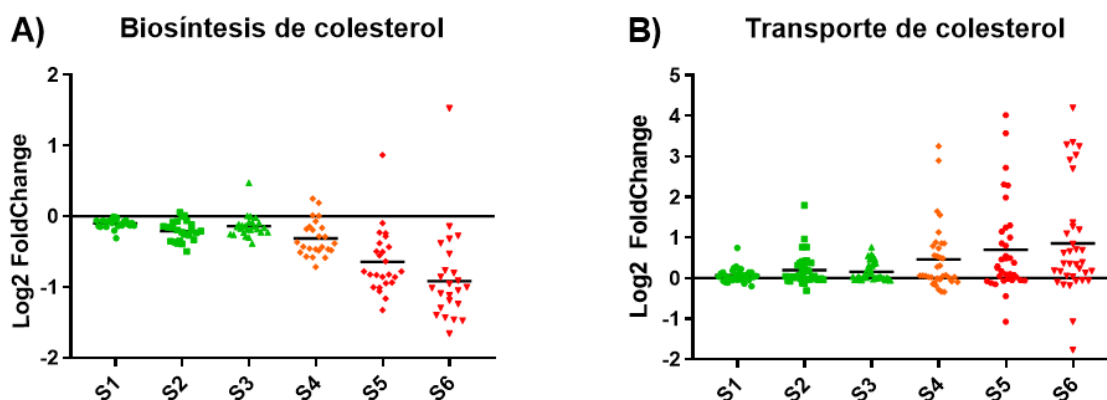 A) Biosíntesis de colesterol
Log2 FoldChange
2
1
0
-1
-2
S1 S2 S3 S4 S5 S6
B) Transporte de colesterol
Log2 FoldChange
5
4
3
2
1
0
-1
-2
S1 S2 S3 S4 S5 S6